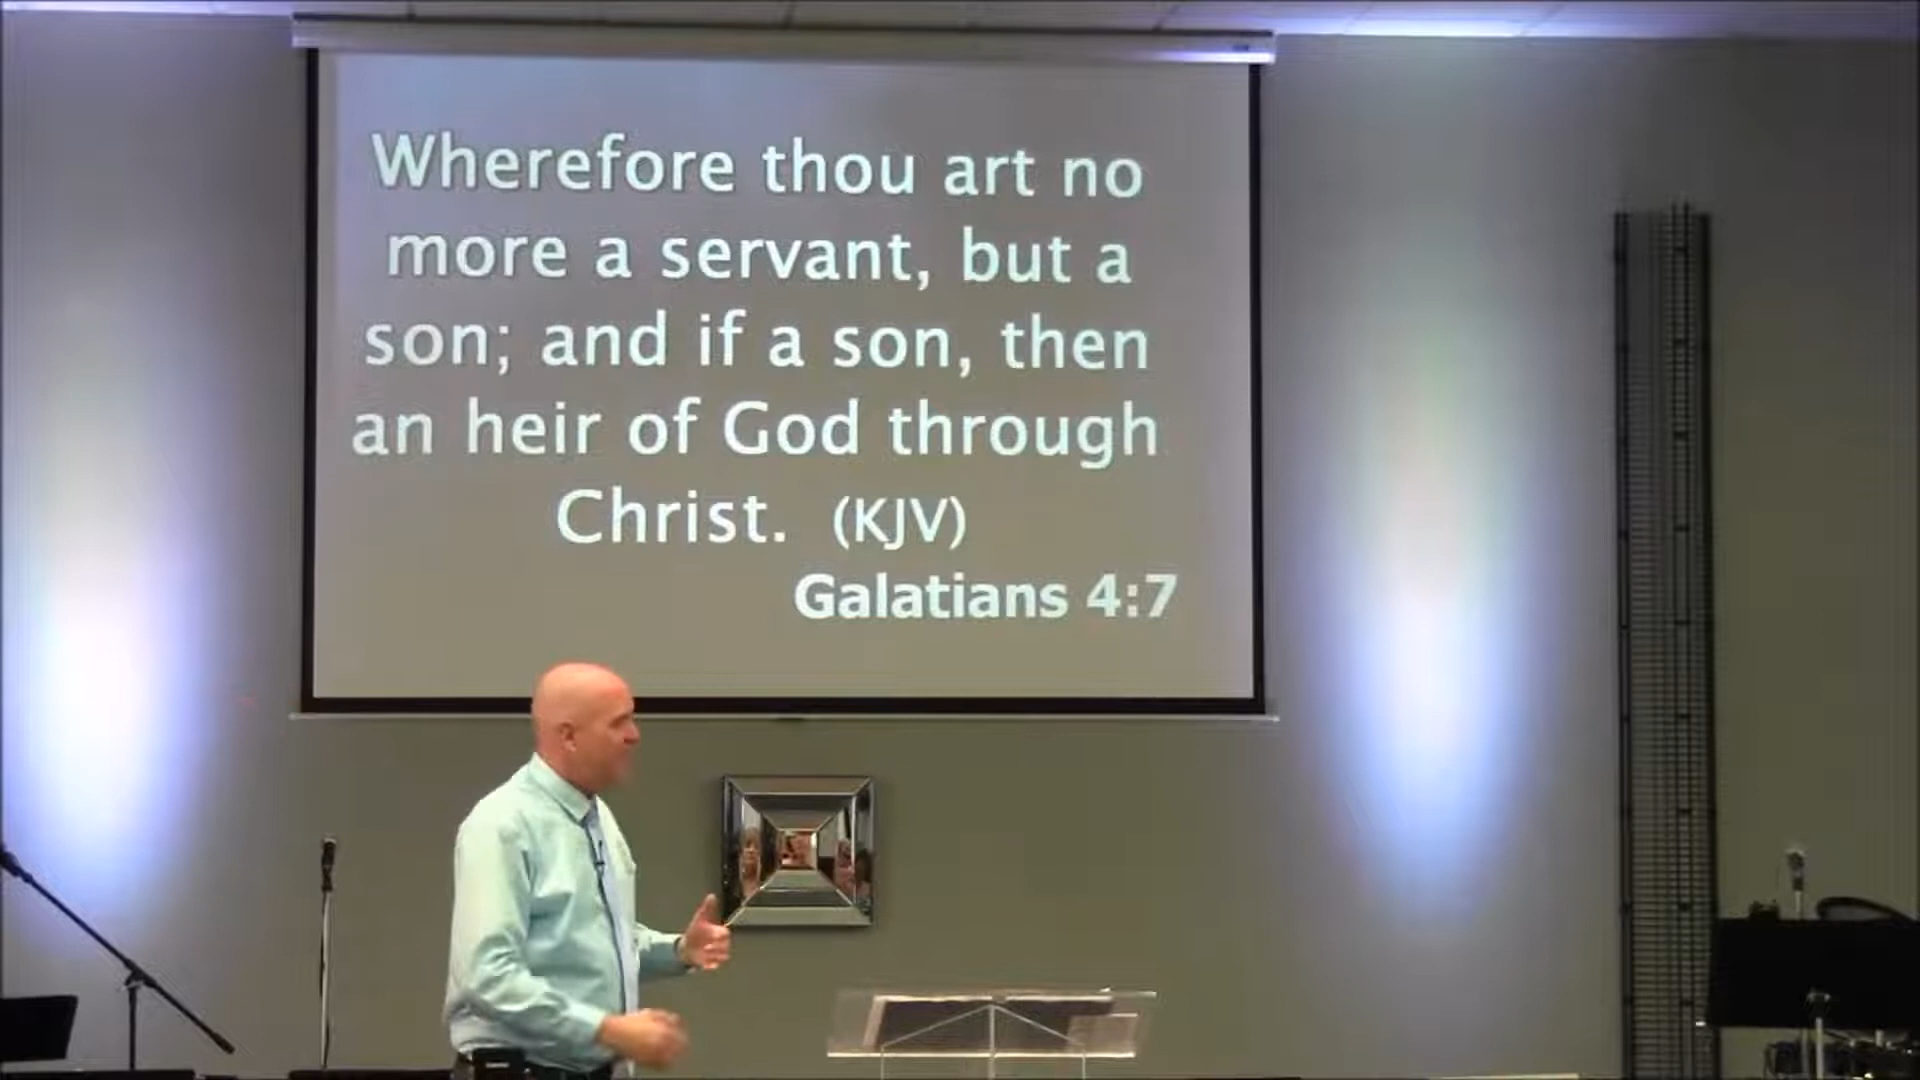 Wherefore thou art no
more a servant, but a
son; and if a son, then
an heir of God through
Christ. (KJV)
Galatians 4:7